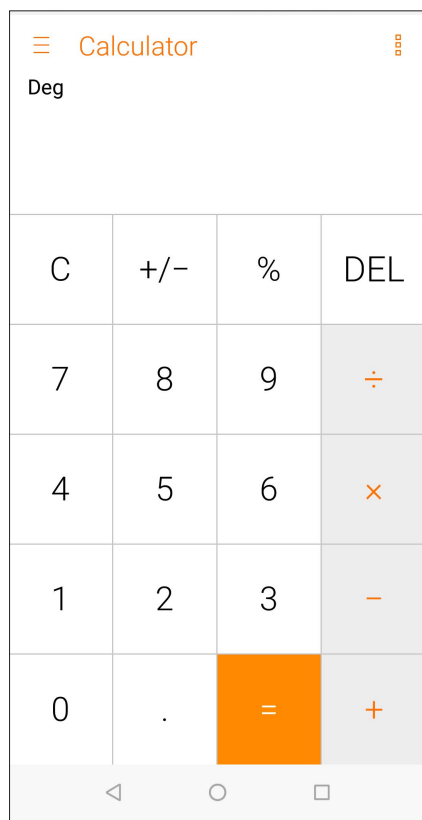 Calculator
Deg
C +/− % DEL
7 8 9 ÷
4 5 6 ×
1 2 3 −
0 . = +